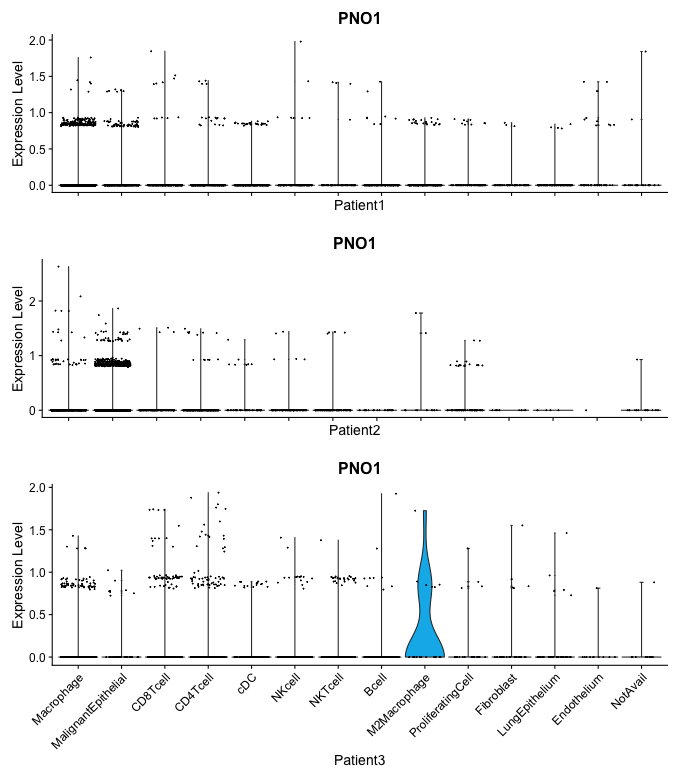 PNO1
Expression Level
2.0
1.5
1.0
0.5
0.0
Patient1
PNO1
Expression Level
2
1
0
Patient2
PNO1
Expression Level
2.0
1.5
1.0
0.5
0.0
Macrophage
MalignantEpithelial
CD8Tcell
CD4Tcell
cDC
NKcell
NKTcell
Bcell
M2Macrophage
ProliferatingCell
Fibroblast
LungEpithelium
Endothelium
NotAvail
Patient3